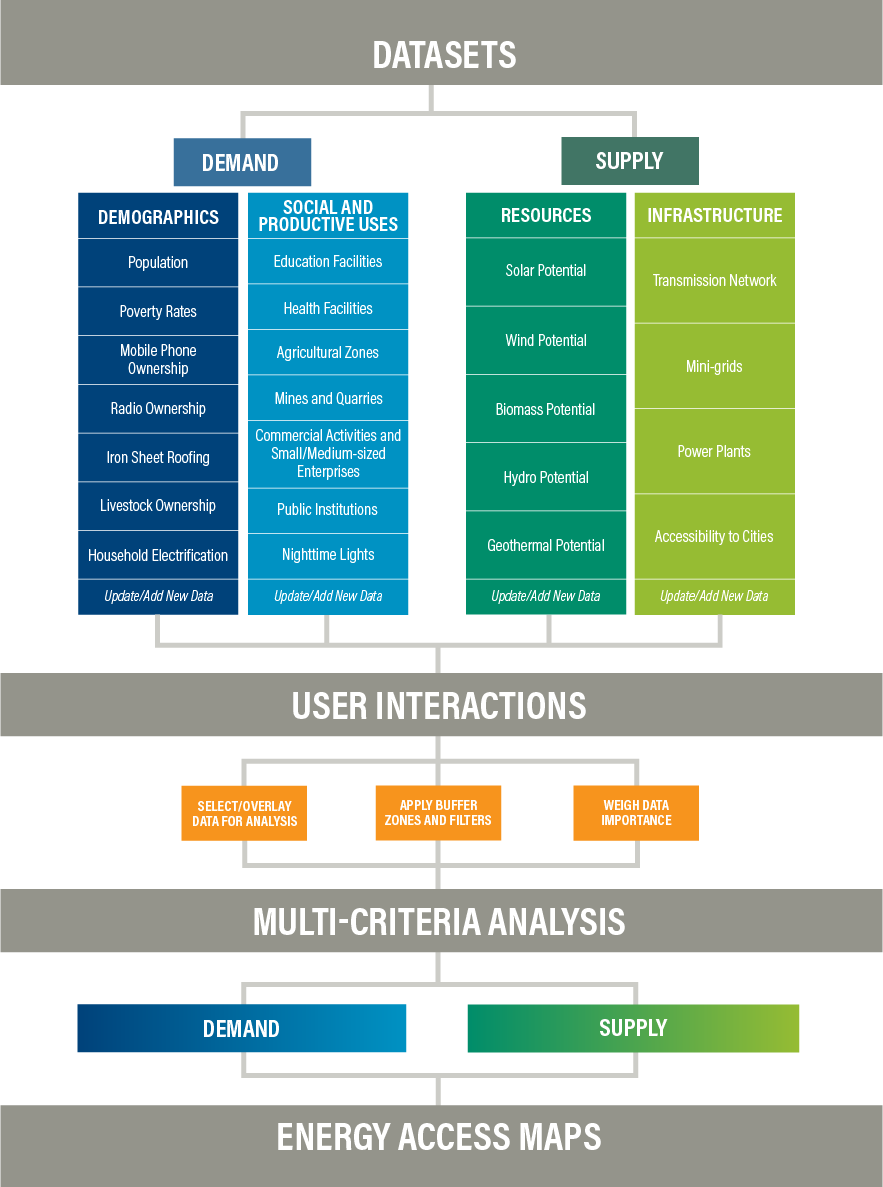 DATASETS
DEMAND
SUPPLY
DEMOGRAPHICS
Population
Poverty Rates
Mobile Phone
Ownership
Radio Ownership
Iron Sheet Roofing
Livestock Ownership
Household Electrification
Update/Add New Data
SOCIAL AND
PRODUCTIVE USES
Education Facilities
Health Facilities
Agricultural Zones
Mines and Quarries
Commercial Activities and
Small/Medium-sized
Enterprises
Public Institutions
Nighttime Lights
Update/Add New Data
RESOURCES
Solar Potential
Wind Potential
Biomass Potential
Hydro Potential
Geothermal Potential
Update/Add New Data
INFRASTRUCTURE
Transmission Network
Mini-grids
Power Plants
Accessibility to Cities
Update/Add New Data
USER INTERACTIONS
SELECT/OVERLAY
DATA FOR ANALYSIS
APPLY BUFFER
ZONES AND FILTERS
WEIGH DATA
IMPORTANCE
MULTI-CRITERIA ANALYSIS
DEMAND
SUPPLY
ENERGY ACCESS MAPS